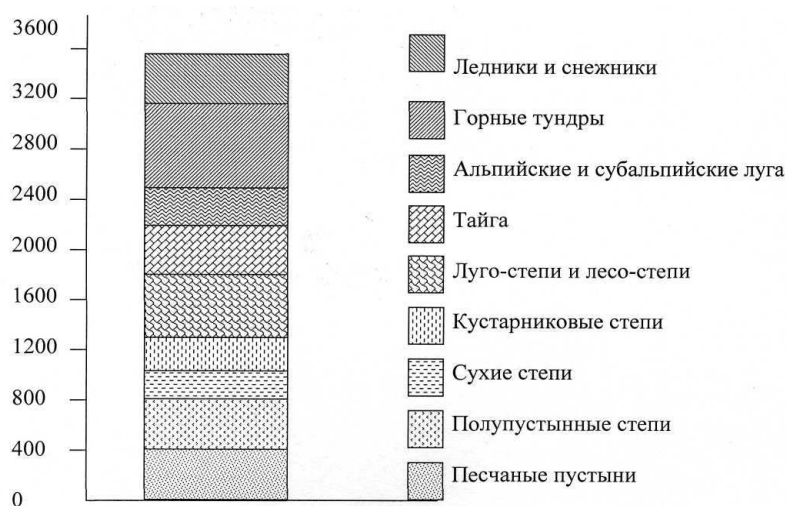 3600
3200
2800
2400
2000
1600
1200
800
400
0
Ледники и снежники
Горные тундры
Альпийские и субальпийские луга
Тайга
Луго-степи и лесо-степи
Кустарниковые степи
Сухие степи
Полупустынные степи
Песчаные пустыни